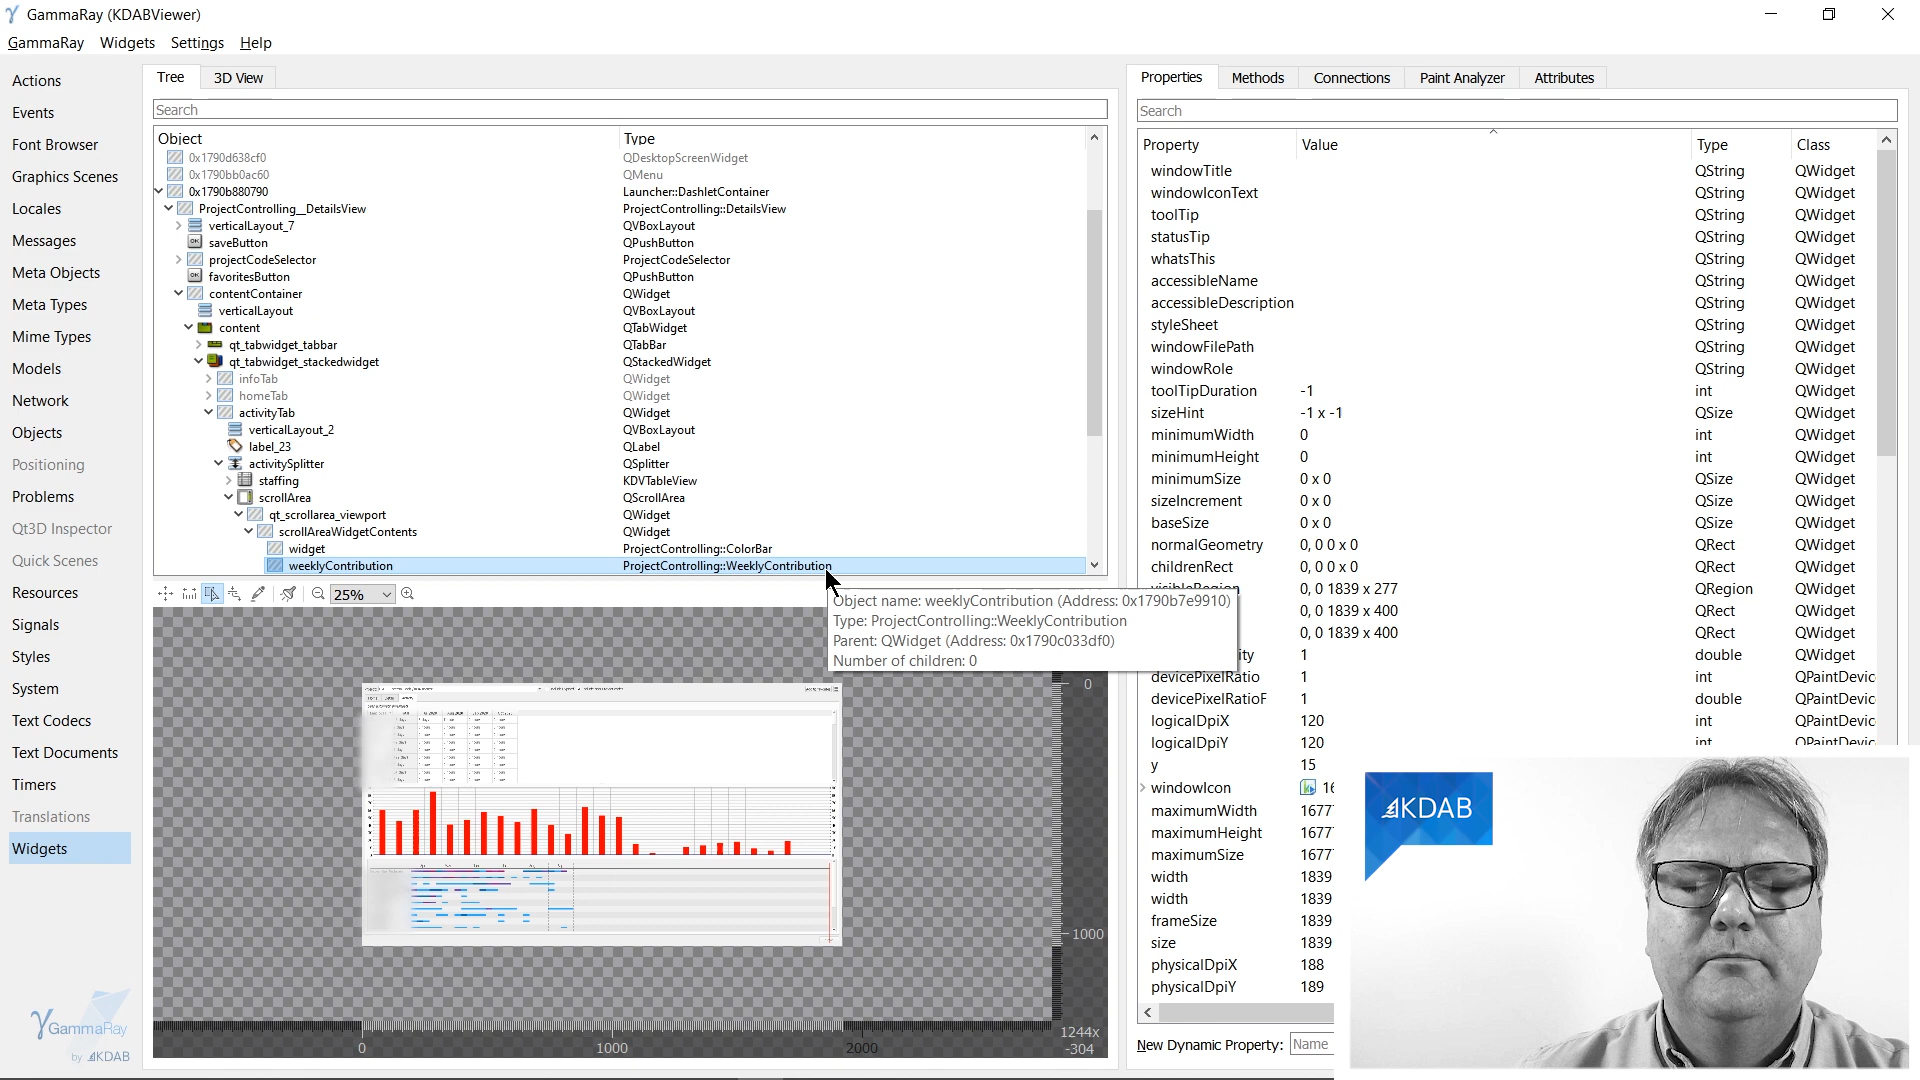 GammaRay (KDABViewer)
GammaRay Widgets Settings Help
Actions
Events
Font Browser
Graphics Scenes
Locales
Messages
Meta Objects
Meta Types
Mime Types
Models
Network
Objects
Positioning
Problems
Qt3D Inspector
Quick Scenes
Resources
Signals
Styles
System
Text Codecs
Text Documents
Timers
Translations
Widgets
GammaRay
by KDAB
Tree 3D View
Search
Object Type
0x1790d638cf0 QDesktopScreenWidget
0x1790bb0ac60 QMenu
0x1790b880790 Launcher::DashletContainer
ProjectControlling__DetailsView ProjectControlling::DetailsView
verticalLayout_7 QVBoxLayout
saveButton QPushButton
projectCodeSelector ProjectCodeSelector
favoritesButton QPushButton
contentContainer QWidget
verticalLayout QVBoxLayout
content QTabWidget
qt_tabwidget_tabbar QTabBar
qt_tabwidget_stackedwidget QStackedWidget
infoTab QWidget
homeTab QWidget
activityTab QWidget
verticalLayout_2 QVBoxLayout
label_23 QLabel
activitySplitter QSplitter
staffing KDVTableView
scrollArea QScrollArea
qt_scrollarea_viewport QWidget
scrollAreaWidgetContents QWidget
widget ProjectControlling::ColorBar
weeklyContribution ProjectControlling::WeeklyContribution
25%
Object name: weeklyContribution (Address: 0x1790b7e9910)
Type: ProjectControlling::WeeklyContribution
Parent: QWidget (Address: 0x1790c033df0)
Number of children: 0
0
1000
0 1000 2000
1244x
-304
Properties Methods Connections Paint Analyzer Attributes
Search
Property Value Type Class
windowTitle QString QWidget
windowIconText QString QWidget
toolTip QString QWidget
statusTip QString QWidget
whatsThis QString QWidget
accessibleName QString QWidget
accessibleDescription QString QWidget
styleSheet QString QWidget
windowFilePath QString QWidget
windowRole QString QWidget
toolTipDuration -1 int QWidget
sizeHint -1 x -1 QSize QWidget
minimumWidth 0 int QWidget
minimumHeight 0 int QWidget
minimumSize 0 x 0 QSize QWidget
sizeIncrement 0 x 0 QSize QWidget
baseSize 0 x 0 QSize QWidget
normalGeometry 0, 0 0 x 0 QRect QWidget
childrenRect 0, 0 0 x 0 QRect QWidget
visibleRegion 0, 0 1839 x 277 QRegion QWidget
0, 0 1839 x 400 QRect QWidget
0, 0 1839 x 400 QRect QWidget
ity 1 double QWidget
devicePixelRatio 1 int QPaintDevic
devicePixelRatioF 1 double QPaintDevic
logicalDpiX 120 int QPaintDevic
logicalDpiY 120 int QPaintDevic
y 15
windowIcon 16
maximumWidth 1677
maximumHeight 1677
maximumSize 1677
width 1839
width 1839
frameSize 1839
size 1839
physicalDpiX 188
physicalDpiY 189
New Dynamic Property: Name
KDAB